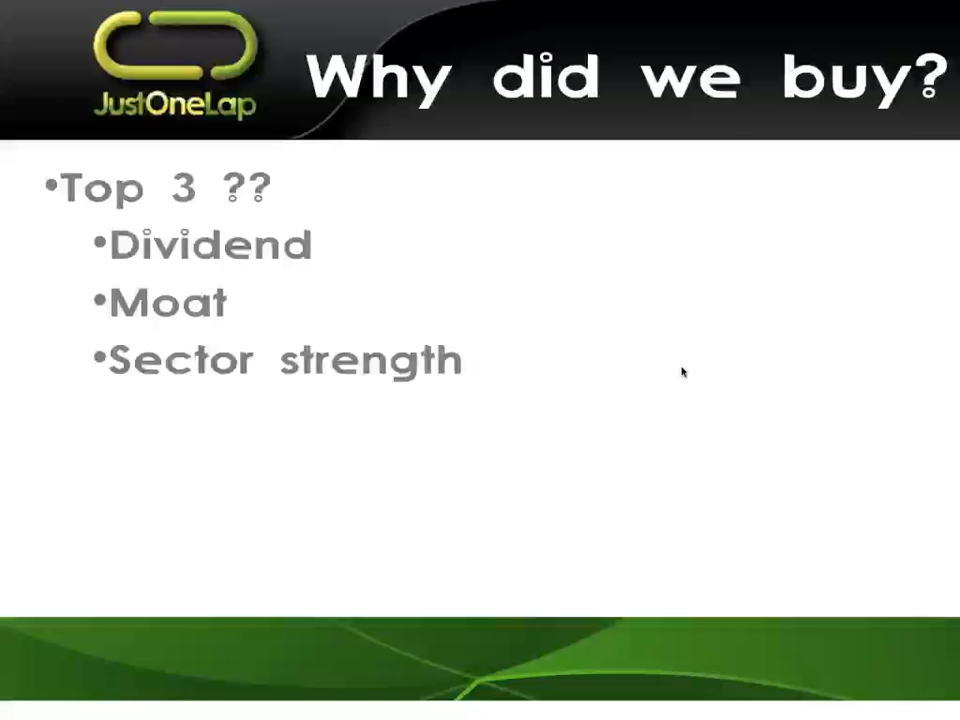 JustOneLap
Why did we buy?
•Top 3 ??
•Dividend
•Moat
•Sector strength